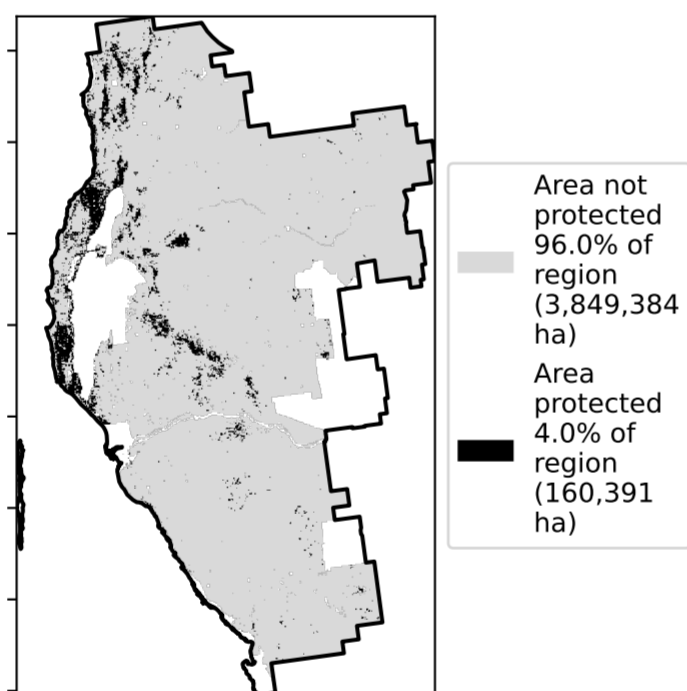 Area not
protected
96.0% of
region
(3,849,384
ha)
Area
protected
4.0% of
region
(160,391
ha)